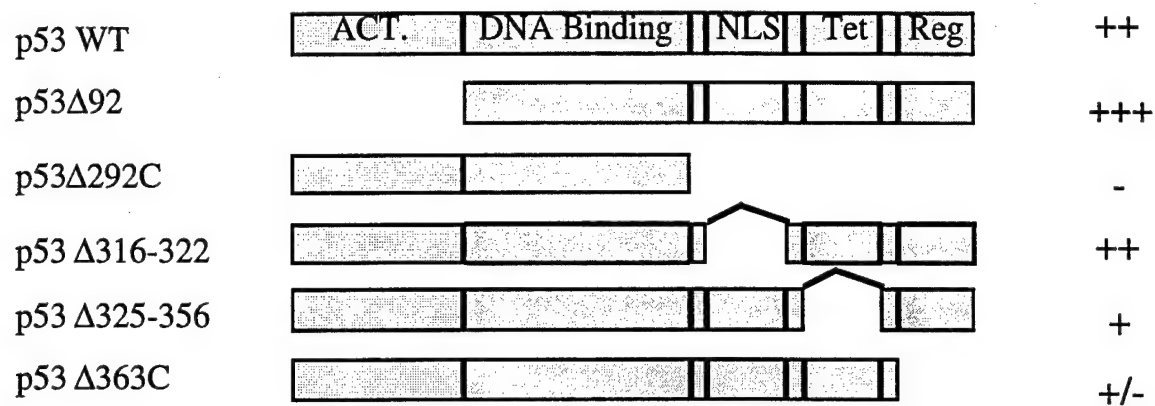 p53 WT ACT. DNA Binding NLS Tet Reg ++
p53Δ92 +++
p53Δ292C -
p53 Δ316-322 ++
p53 Δ325-356 +
p53 Δ363C +/-